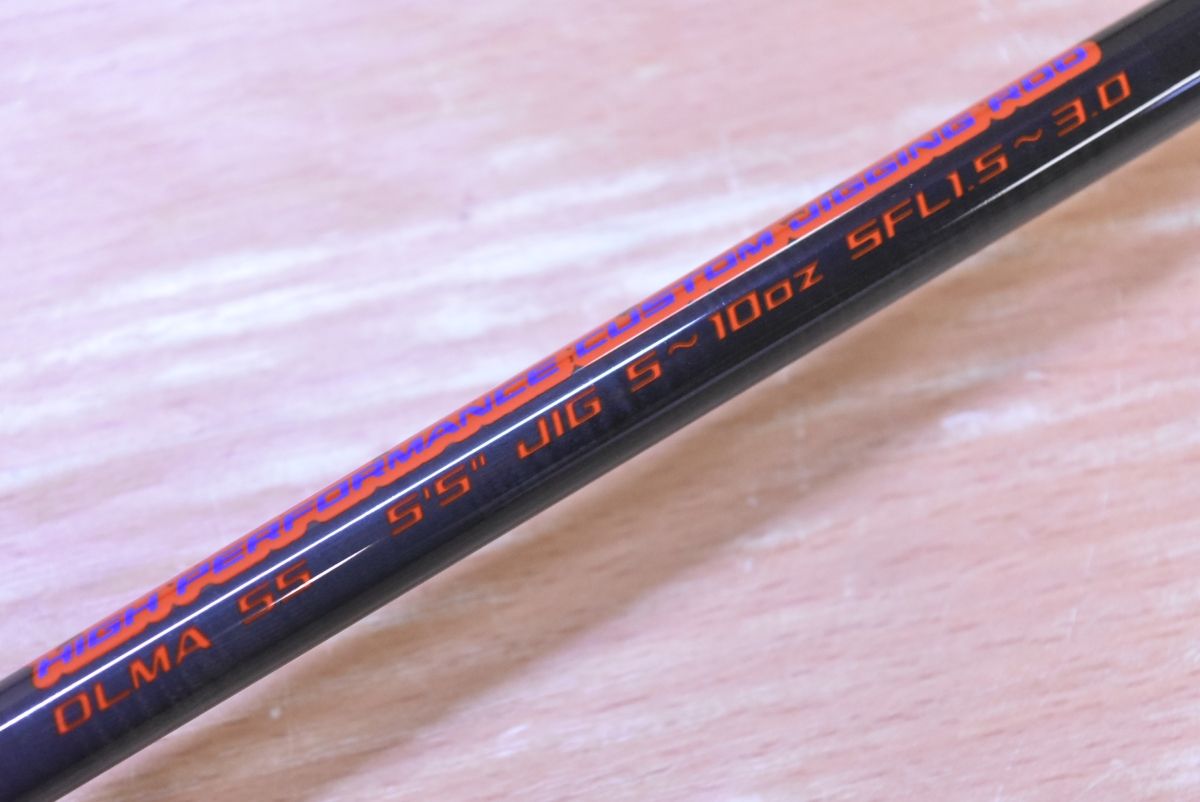 HIGH PERFORMANCE CUSTOM JIGGING ROD
OLMA 55 5'5" JIG 5~10oz SFL1.5~3.0